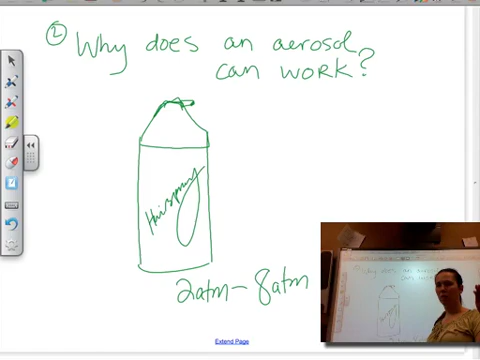 ② Why does an aerosol
can work?
Hairspray
2atm - 8atm
Extend Page